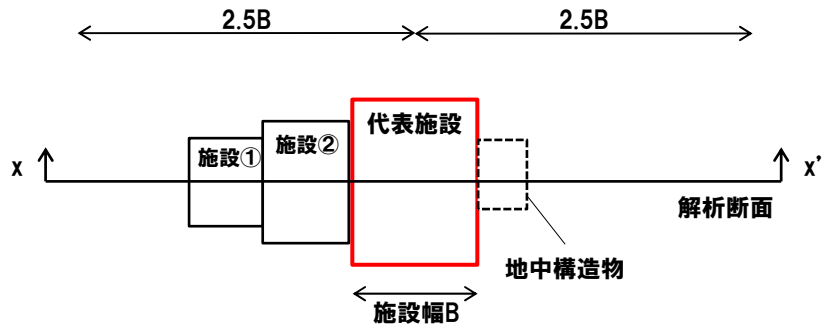 2.5B
2.5B
代表施設
施設①
施設②
x
x'
解析断面
地中構造物
施設幅B